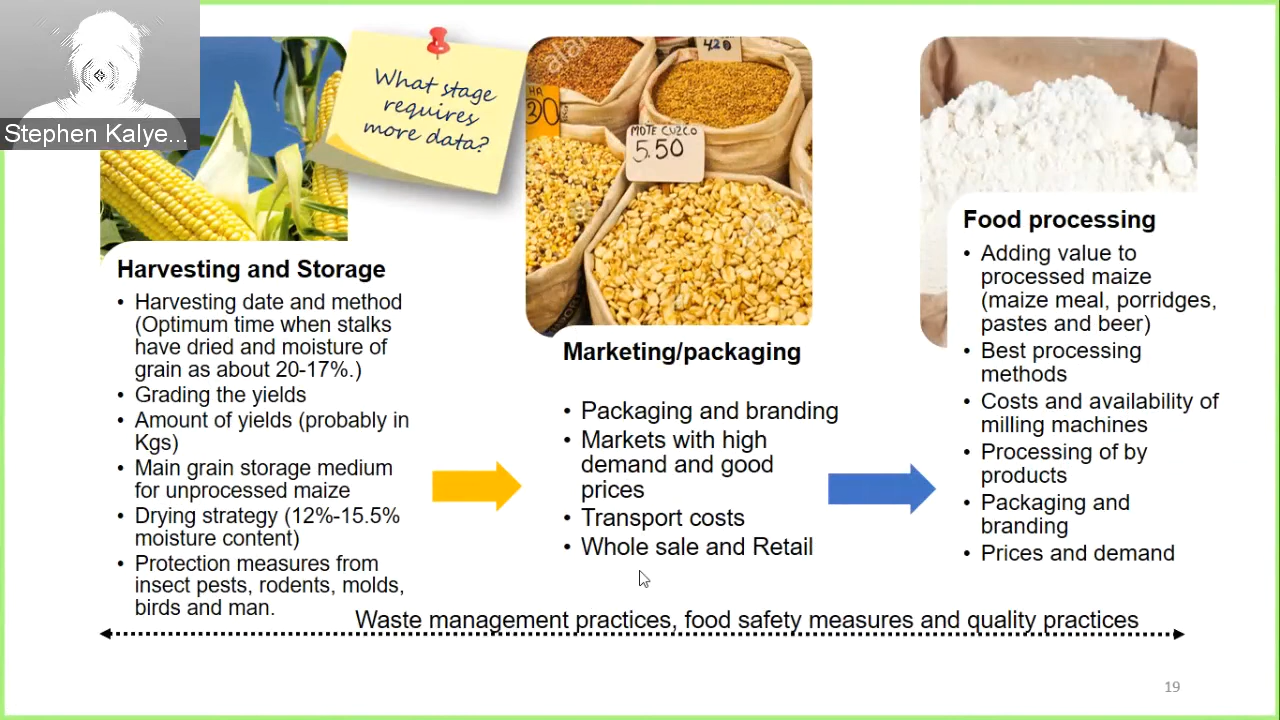 Stephen Kalye...
What stage
requires
more data?
HA
30
420
MOTE CUZCO
5.50
Harvesting and Storage
• Harvesting date and method
(Optimum time when stalks
have dried and moisture of
grain as about 20-17%.)
• Grading the yields
• Amount of yields (probably in
Kgs)
• Main grain storage medium
for unprocessed maize
• Drying strategy (12%-15.5%
moisture content)
• Protection measures from
insect pests, rodents, molds,
birds and man.
Marketing/packaging
• Packaging and branding
• Markets with high
demand and good
prices
• Transport costs
• Whole sale and Retail
Food processing
• Adding value to
processed maize
(maize meal, porridges,
pastes and beer)
• Best processing
methods
• Costs and availability of
milling machines
• Processing of by
products
• Packaging and
branding
• Prices and demand
Waste management practices, food safety measures and quality practices
19